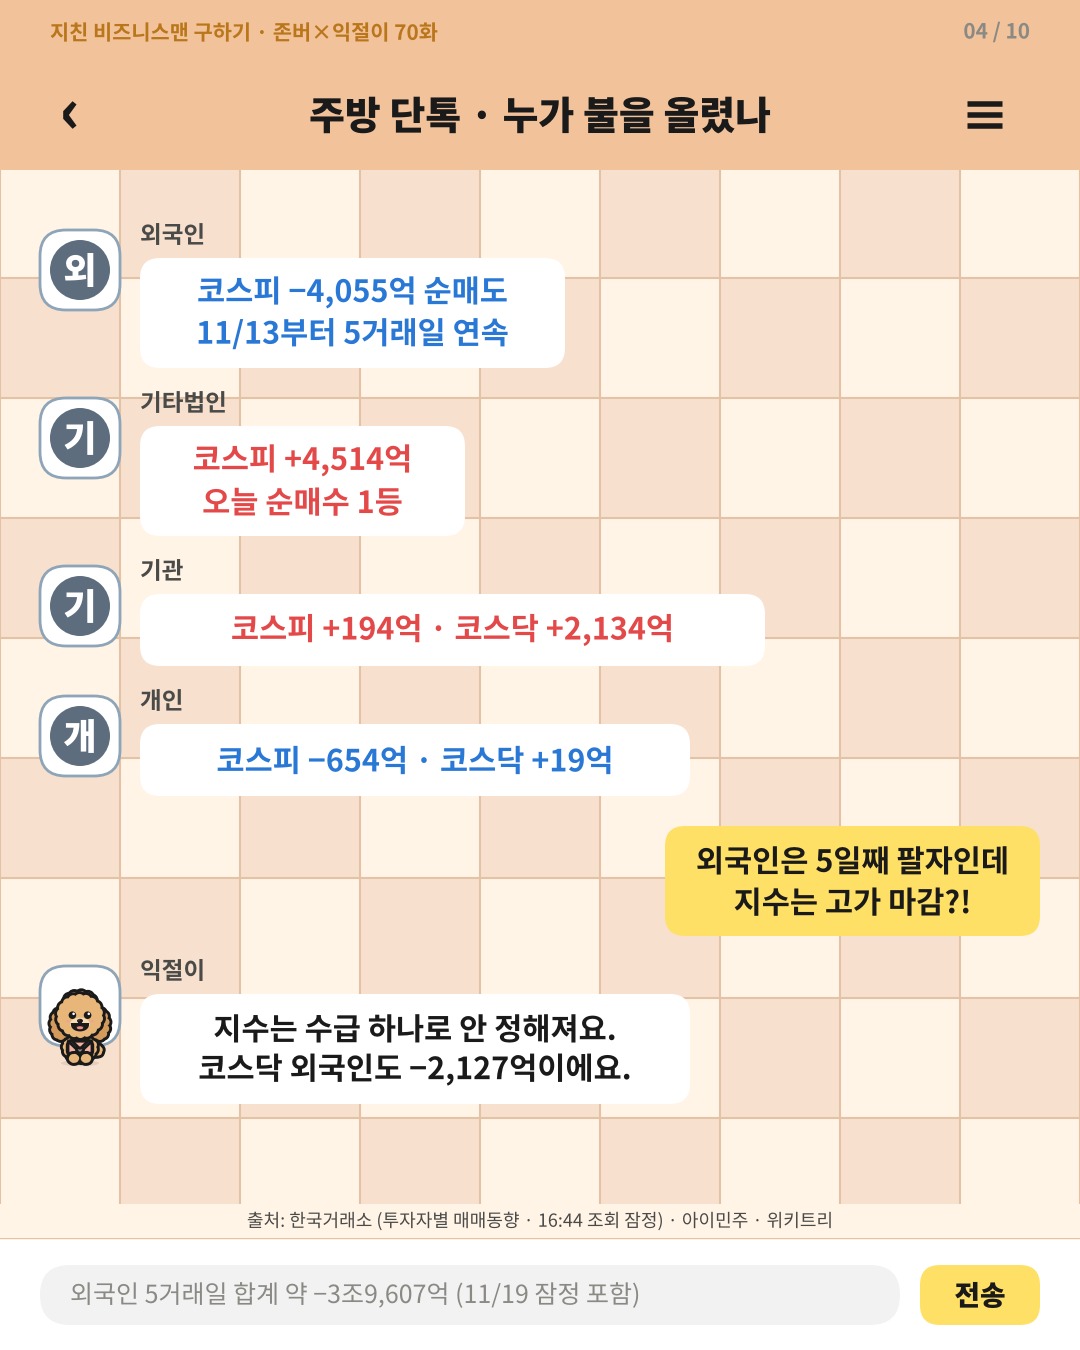 지친 비즈니스맨 구하기 · 존버×익절이 70화
04 / 10
주방 단톡 · 누가 불을 올렸나
외
외국인
코스피 −4,055억 순매도
11/13부터 5거래일 연속
기
기타법인
코스피 +4,514억
오늘 순매수 1등
기
기관
코스피 +194억 · 코스닥 +2,134억
개
개인
코스피 −654억 · 코스닥 +19억
외국인은 5일째 팔자인데
지수는 고가 마감?!
익절이
지수는 수급 하나로 안 정해져요.
코스닥 외국인도 −2,127억이에요.
출처: 한국거래소 (투자자별 매매동향 · 16:44 조회 잠정) · 아이민주 · 위키트리
외국인 5거래일 합계 약 −3조9,607억 (11/19 잠정 포함)
전송